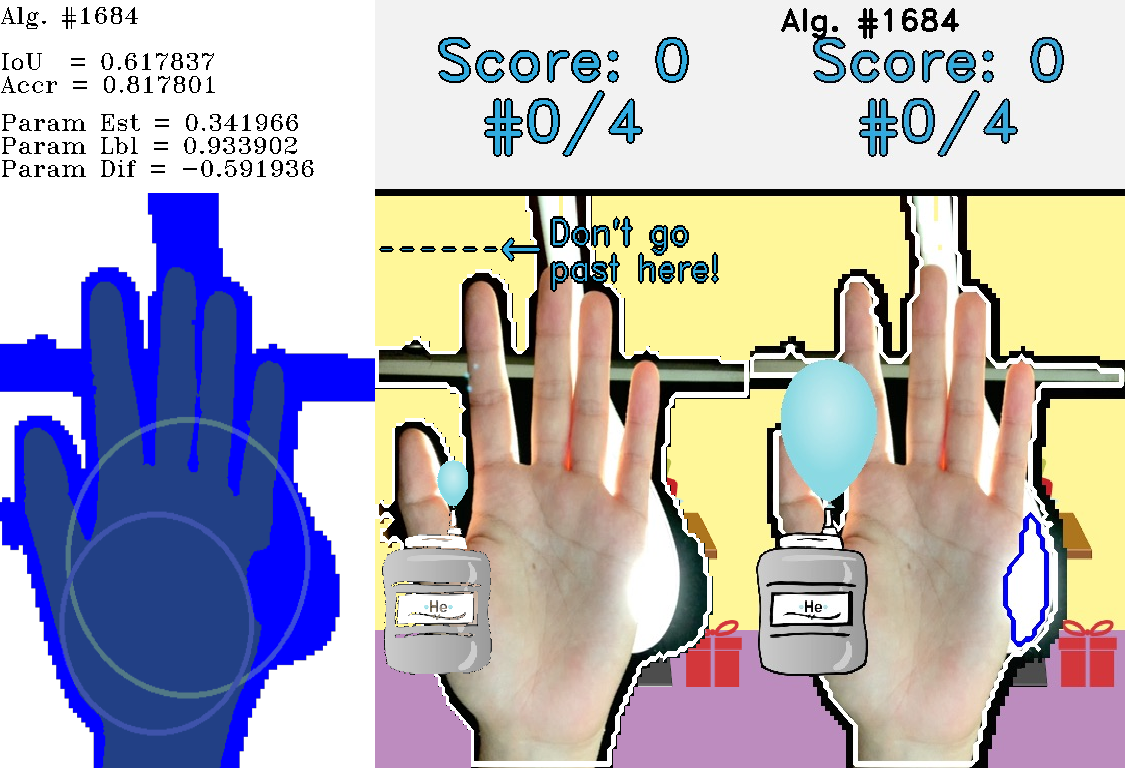 Alg. #1684
IoU = 0.617837
Accr = 0.817801
Param Est = 0.341966
Param Lbl = 0.933902
Param Dif = −0.591936
Score: 0
#0/4
Don't go
past here!
He
Alg. #1684
Score: 0
#0/4
He